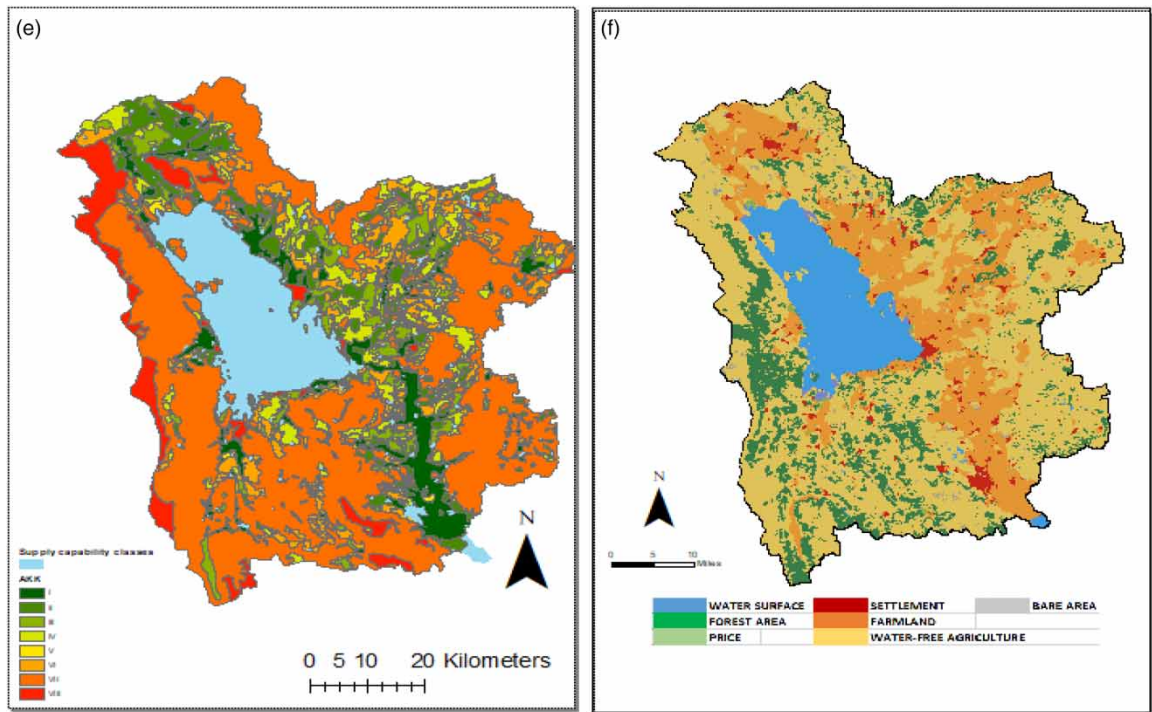 (e)
N
Supply capability classes
AKK
I
II
III
IV
V
VI
VII
VIII
0 5 10 20 Kilometers
(f)
N
0 5 10
Miles
WATER SURFACE SETTLEMENT BARE AREA
FOREST AREA FARMLAND
PRICE WATER-FREE AGRICULTURE